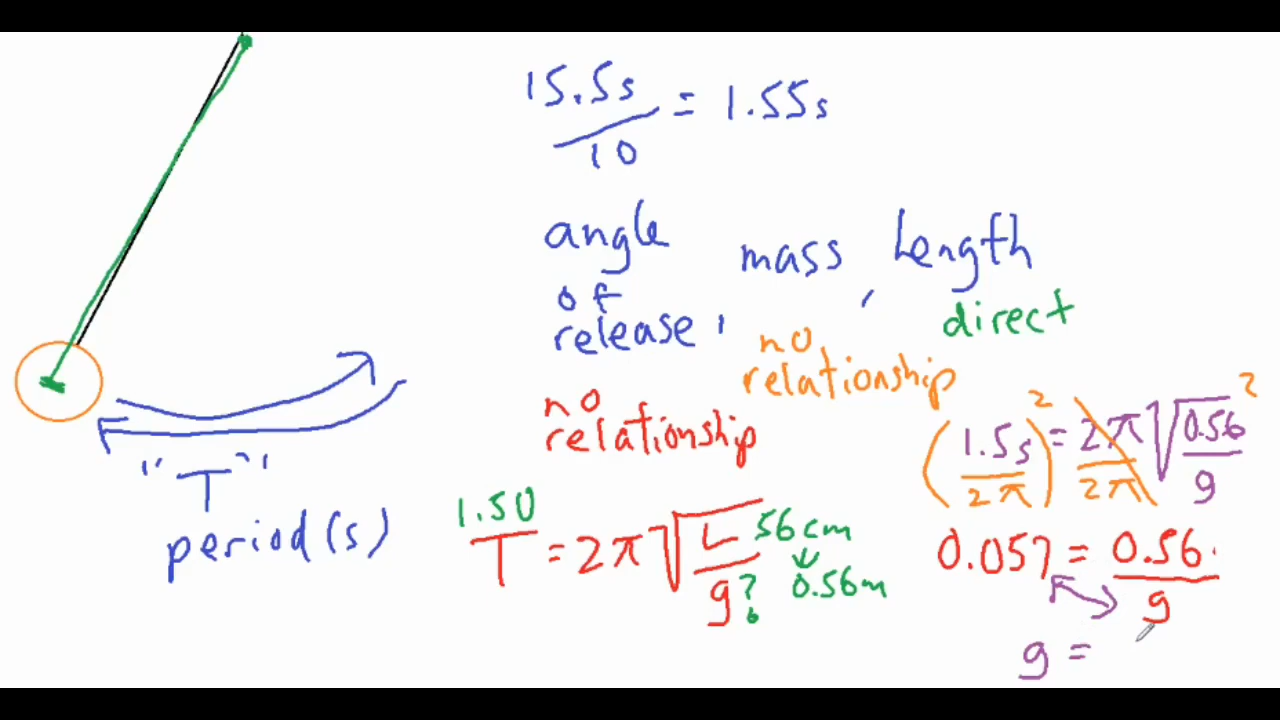 15.5s / 10 = 1.55s
angle of release,
mass,
Length
direct
no relationship
no relationship
"T"
period(s)
1.50
T = 2π√(L/g)
56cm
↓
0.56m
?
(1.5s / 2π)² = 2π/2π √(0.56/g)²
0.057 = 0.56 / g
g =